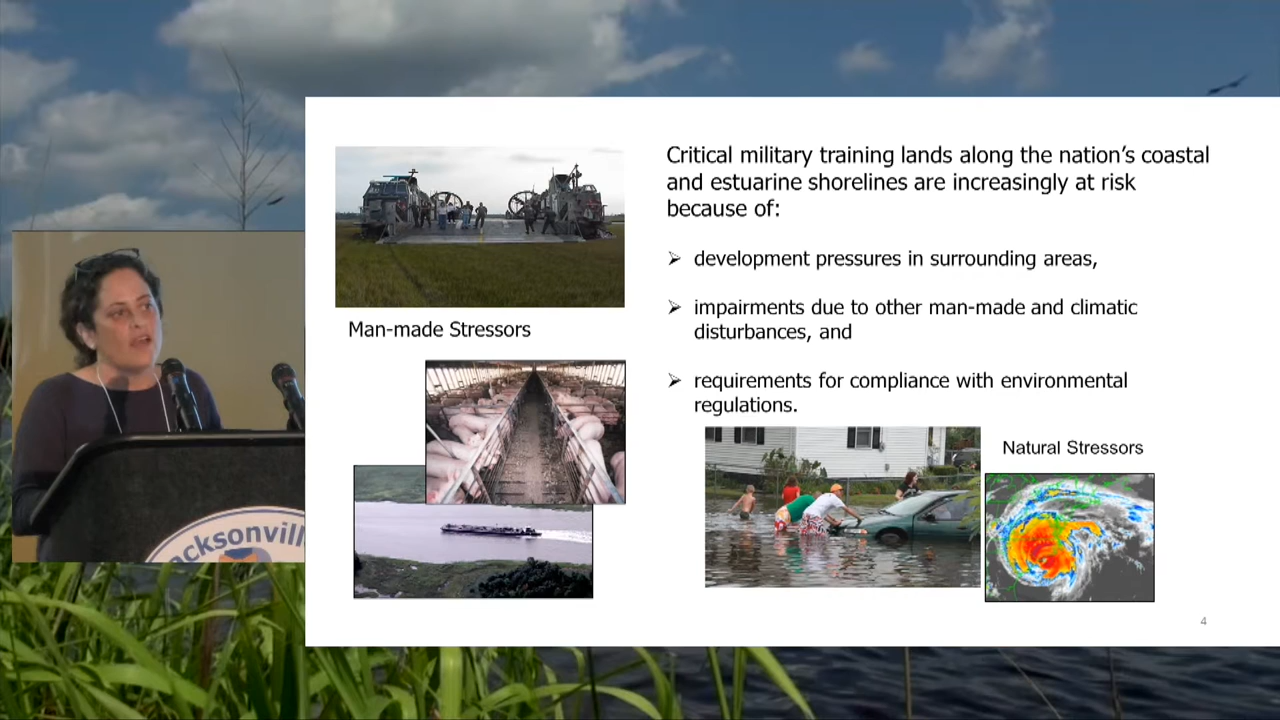 Critical military training lands along the nation's coastal
and estuarine shorelines are increasingly at risk
because of:
➢ development pressures in surrounding areas,
➢ impairments due to other man-made and climatic
disturbances, and
➢ requirements for compliance with environmental
regulations.
Man-made Stressors
Natural Stressors
4
acksonvill